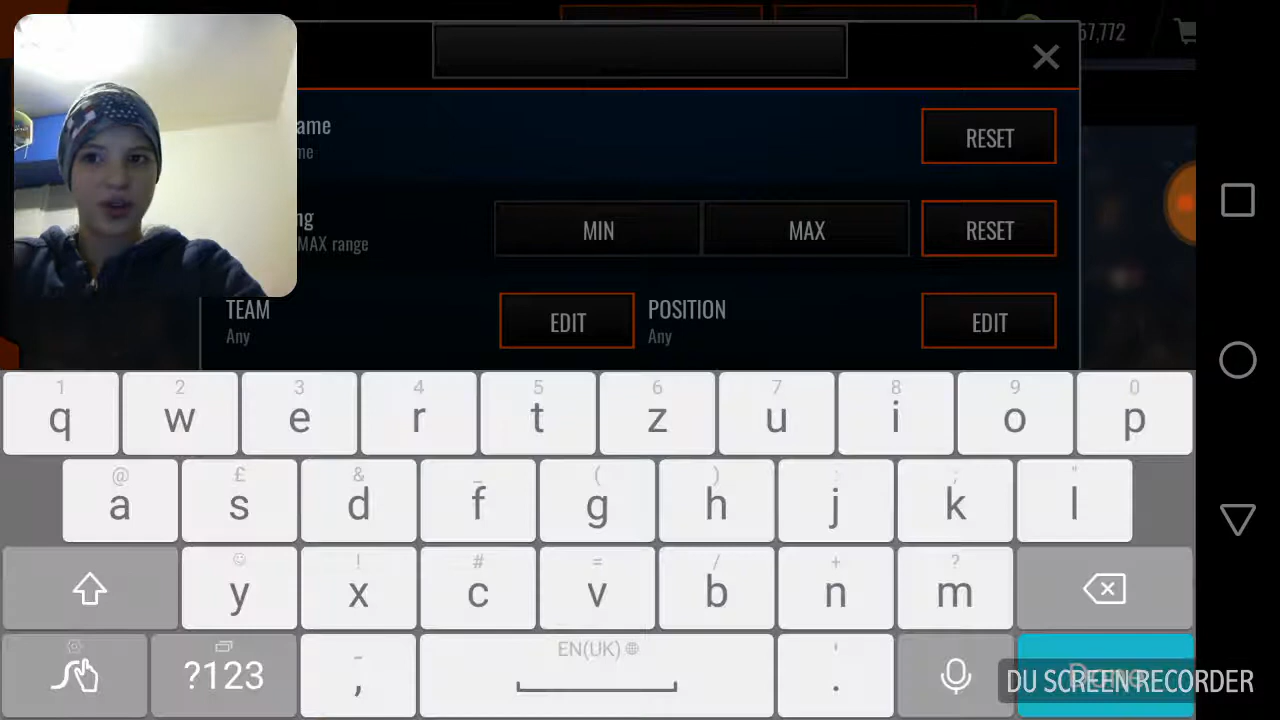 57,772
ame
me
RESET
ng
MAX range
MIN
MAX
RESET
TEAM
Any
EDIT
POSITION
Any
EDIT
1 2 3 4 5 6 7 8 9 0
q w e r t z u i o p
@ £ & _ ( ) : ; "
a s d f g h j k l
! # = / + ?
y x c v b n m
EN(UK)
?123 , .
Done
DU SCREEN RECORDER